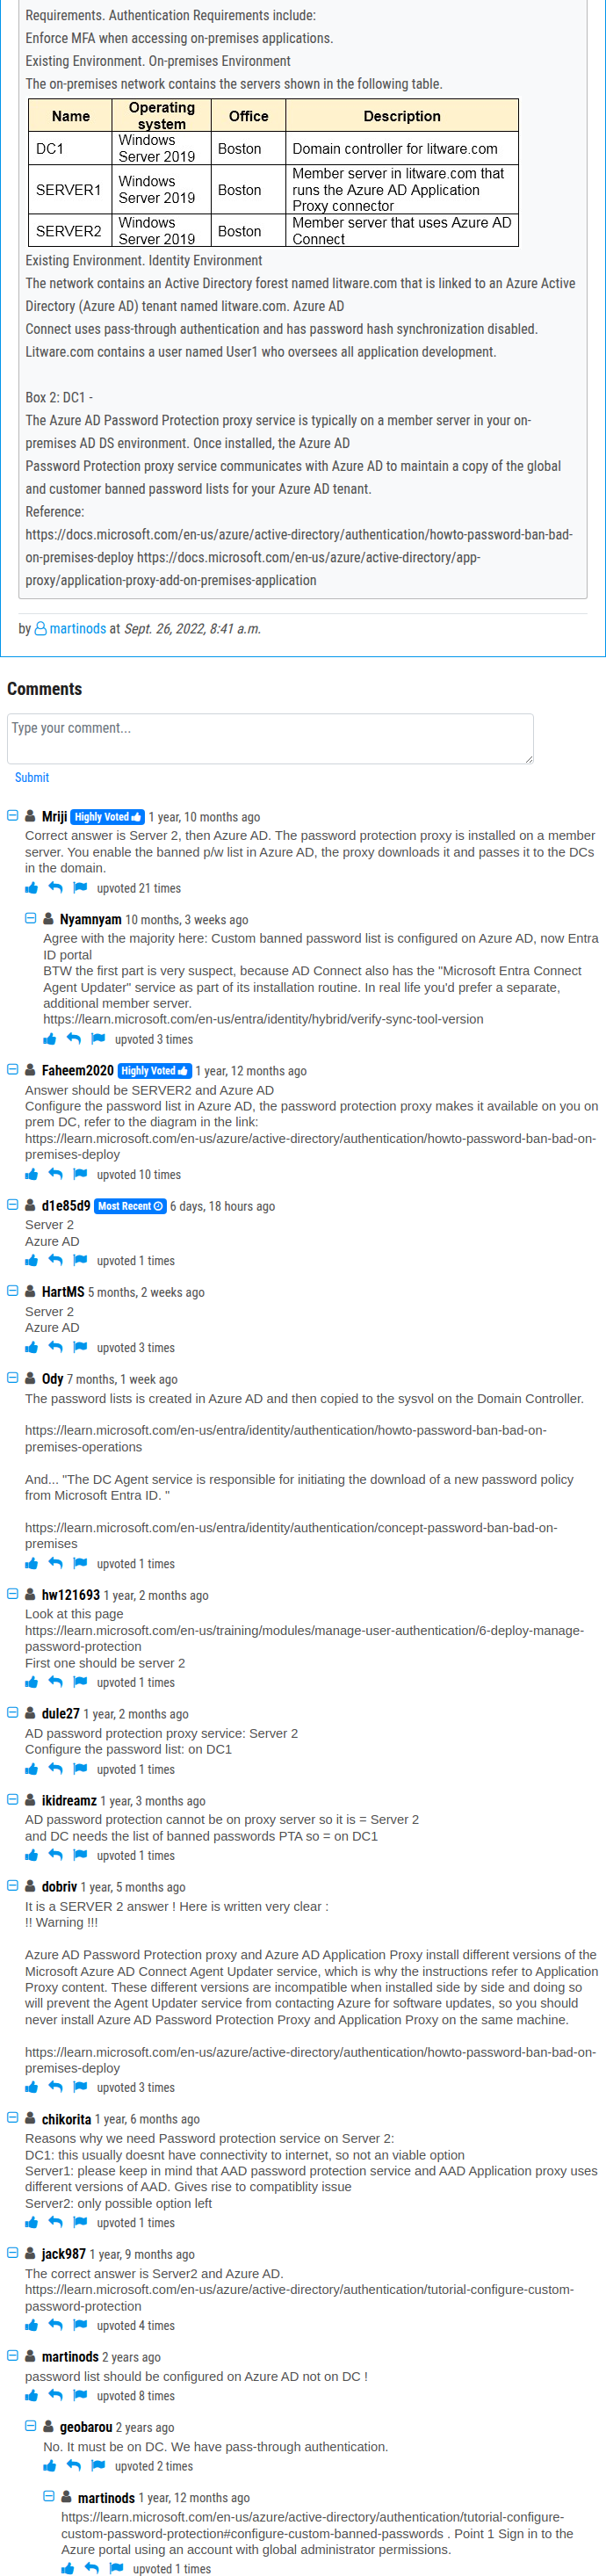 Requirements. Authentication Requirements include:
Enforce MFA when accessing on-premises applications.
Existing Environment. On-premises Environment
The on-premises network contains the servers shown in the following table.
Name Operating system Office Description
DC1 Windows Server 2019 Boston Domain controller for litware.com
SERVER1 Windows Server 2019 Boston Member server in litware.com that runs the Azure AD Application Proxy connector
SERVER2 Windows Server 2019 Boston Member server that uses Azure AD Connect
Existing Environment. Identity Environment
The network contains an Active Directory forest named litware.com that is linked to an Azure Active
Directory (Azure AD) tenant named litware.com. Azure AD
Connect uses pass-through authentication and has password hash synchronization disabled.
Litware.com contains a user named User1 who oversees all application development.
Box 2: DC1 -
The Azure AD Password Protection proxy service is typically on a member server in your on-
premises AD DS environment. Once installed, the Azure AD
Password Protection proxy service communicates with Azure AD to maintain a copy of the global
and customer banned password lists for your Azure AD tenant.
Reference:
https://docs.microsoft.com/en-us/azure/active-directory/authentication/howto-password-ban-bad-
on-premises-deploy https://docs.microsoft.com/en-us/azure/active-directory/app-
proxy/application-proxy-add-on-premises-application
by martinods at Sept. 26, 2022, 8:41 a.m.
Comments
Type your comment...
Submit
Mriji Highly Voted 1 year, 10 months ago
Correct answer is Server 2, then Azure AD. The password protection proxy is installed on a member
server. You enable the banned p/w list in Azure AD, the proxy downloads it and passes it to the DCs
in the domain.
upvoted 21 times
Nyamnyam 10 months, 3 weeks ago
Agree with the majority here: Custom banned password list is configured on Azure AD, now Entra
ID portal
BTW the first part is very suspect, because AD Connect also has the "Microsoft Entra Connect
Agent Updater" service as part of its installation routine. In real life you'd prefer a separate,
additional member server.
https://learn.microsoft.com/en-us/entra/identity/hybrid/verify-sync-tool-version
upvoted 3 times
Faheem2020 Highly Voted 1 year, 12 months ago
Answer should be SERVER2 and Azure AD
Configure the password list in Azure AD, the password protection proxy makes it available on you on
prem DC, refer to the diagram in the link:
https://learn.microsoft.com/en-us/azure/active-directory/authentication/howto-password-ban-bad-on-
premises-deploy
upvoted 10 times
d1e85d9 Most Recent 6 days, 18 hours ago
Server 2
Azure AD
upvoted 1 times
HartMS 5 months, 2 weeks ago
Server 2
Azure AD
upvoted 3 times
Ody 7 months, 1 week ago
The password lists is created in Azure AD and then copied to the sysvol on the Domain Controller.
https://learn.microsoft.com/en-us/entra/identity/authentication/howto-password-ban-bad-on-
premises-operations
And... "The DC Agent service is responsible for initiating the download of a new password policy
from Microsoft Entra ID. "
https://learn.microsoft.com/en-us/entra/identity/authentication/concept-password-ban-bad-on-
premises
upvoted 1 times
hw121693 1 year, 2 months ago
Look at this page
https://learn.microsoft.com/en-us/training/modules/manage-user-authentication/6-deploy-manage-
password-protection
First one should be server 2
upvoted 1 times
dule27 1 year, 2 months ago
AD password protection proxy service: Server 2
Configure the password list: on DC1
upvoted 1 times
ikidreamz 1 year, 3 months ago
AD password protection cannot be on proxy server so it is = Server 2
and DC needs the list of banned passwords PTA so = on DC1
upvoted 1 times
dobriv 1 year, 5 months ago
It is a SERVER 2 answer ! Here is written very clear :
!! Warning !!!
Azure AD Password Protection proxy and Azure AD Application Proxy install different versions of the
Microsoft Azure AD Connect Agent Updater service, which is why the instructions refer to Application
Proxy content. These different versions are incompatible when installed side by side and doing so
will prevent the Agent Updater service from contacting Azure for software updates, so you should
never install Azure AD Password Protection Proxy and Application Proxy on the same machine.
https://learn.microsoft.com/en-us/azure/active-directory/authentication/howto-password-ban-bad-on-
premises-deploy
upvoted 3 times
chikorita 1 year, 6 months ago
Reasons why we need Password protection service on Server 2:
DC1: this usually doesnt have connectivity to internet, so not an viable option
Server1: please keep in mind that AAD password protection service and AAD Application proxy uses
different versions of AAD. Gives rise to compatiblity issue
Server2: only possible option left
upvoted 1 times
jack987 1 year, 9 months ago
The correct answer is Server2 and Azure AD.
https://learn.microsoft.com/en-us/azure/active-directory/authentication/tutorial-configure-custom-
password-protection
upvoted 4 times
martinods 2 years ago
password list should be configured on Azure AD not on DC !
upvoted 8 times
geobarou 2 years ago
No. It must be on DC. We have pass-through authentication.
upvoted 2 times
martinods 1 year, 12 months ago
https://learn.microsoft.com/en-us/azure/active-directory/authentication/tutorial-configure-
custom-password-protection#configure-custom-banned-passwords . Point 1 Sign in to the
Azure portal using an account with global administrator permissions.
upvoted 1 times